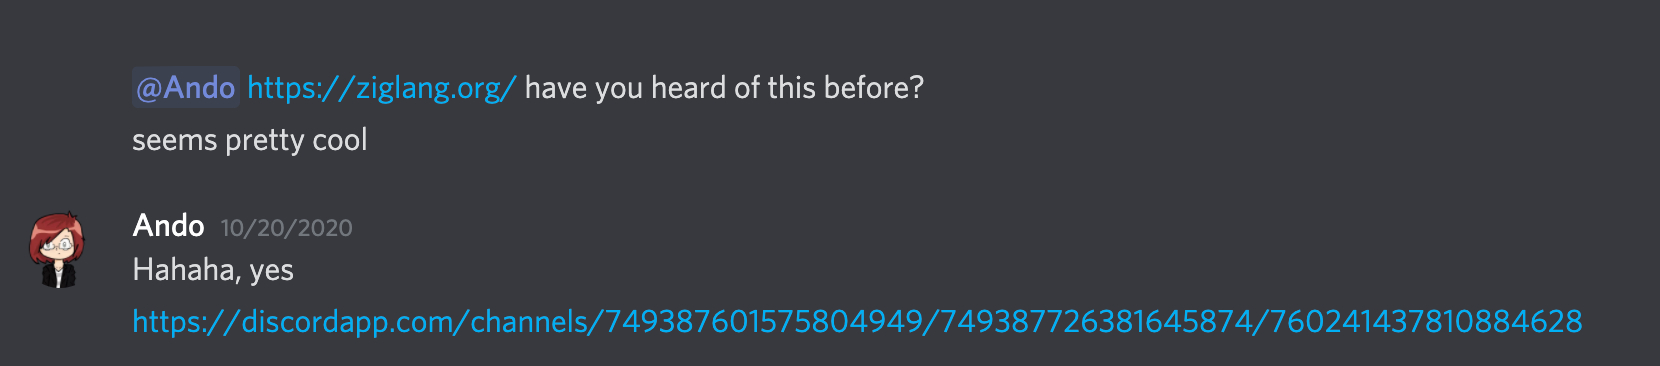 @Ando https://ziglang.org/ have you heard of this before?
seems pretty cool
Ando 10/20/2020
Hahaha, yes
https://discordapp.com/channels/749387601575804949/749387726381645874/760241437810884628